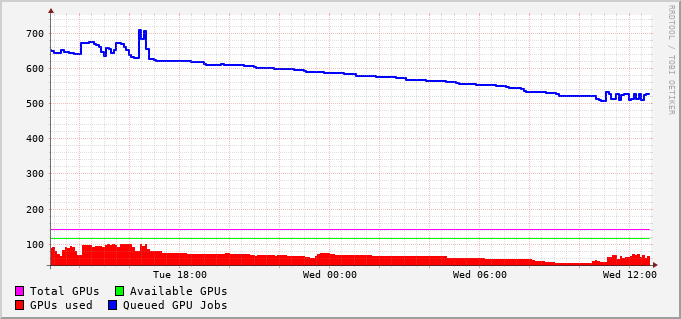 RRDTOOL / TOBI OETIKER
700
600
500
400
300
200
100
Tue 18:00 Wed 00:00 Wed 06:00 Wed 12:00
Total GPUs Available GPUs
GPUs used Queued GPU Jobs